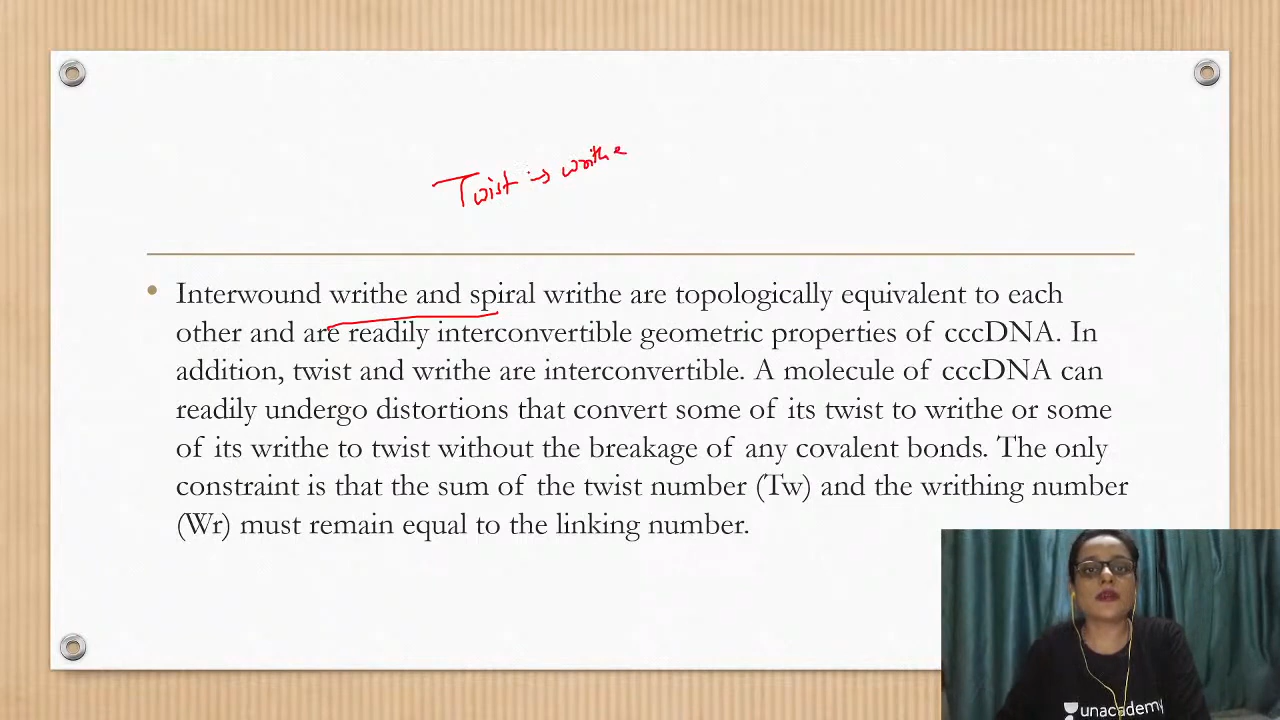 Twist → writhe
• Interwound writhe and spiral writhe are topologically equivalent to each
other and are readily interconvertible geometric properties of cccDNA. In
addition, twist and writhe are interconvertible. A molecule of cccDNA can
readily undergo distortions that convert some of its twist to writhe or some
of its writhe to twist without the breakage of any covalent bonds. The only
constraint is that the sum of the twist number (Tw) and the writhing number
(Wr) must remain equal to the linking number.
unacademy